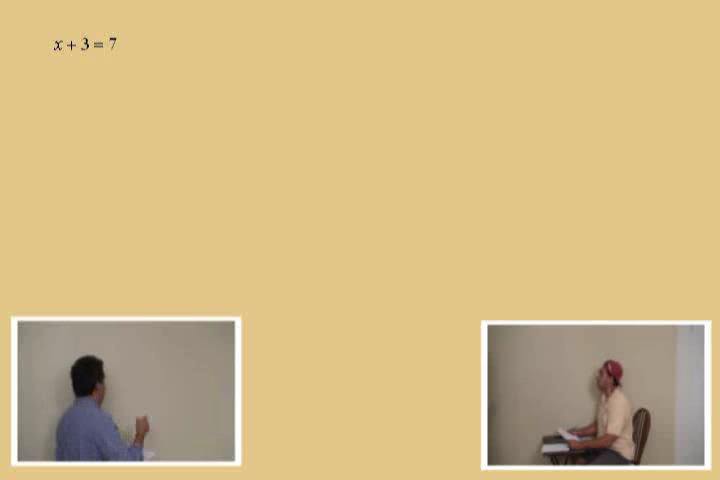 x + 3 = 7